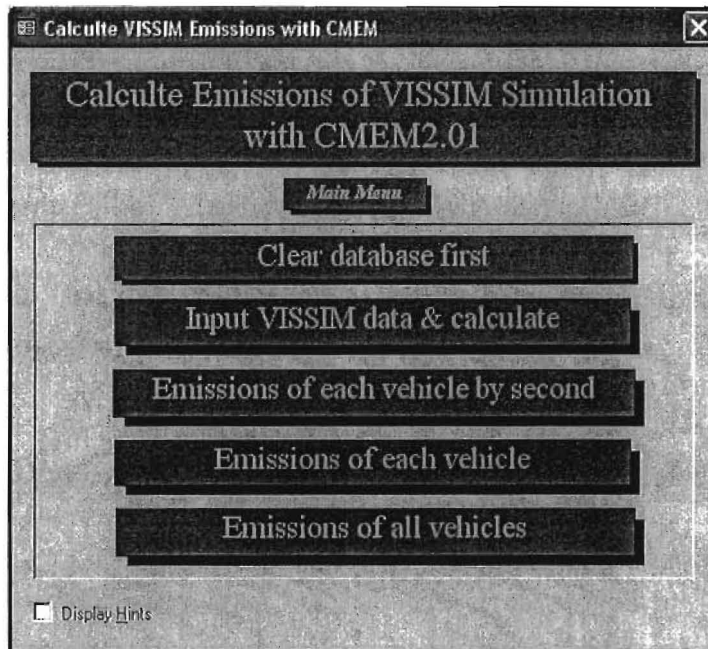 Calculte VISSIM Emissions with CMEM
Calculte Emissions of VISSIM Simulation
with CMEM2.01
Main Menu
Clear database first
Input VISSIM data & calculate
Emissions of each vehicle by second
Emissions of each vehicle
Emissions of all vehicles
Display Hints